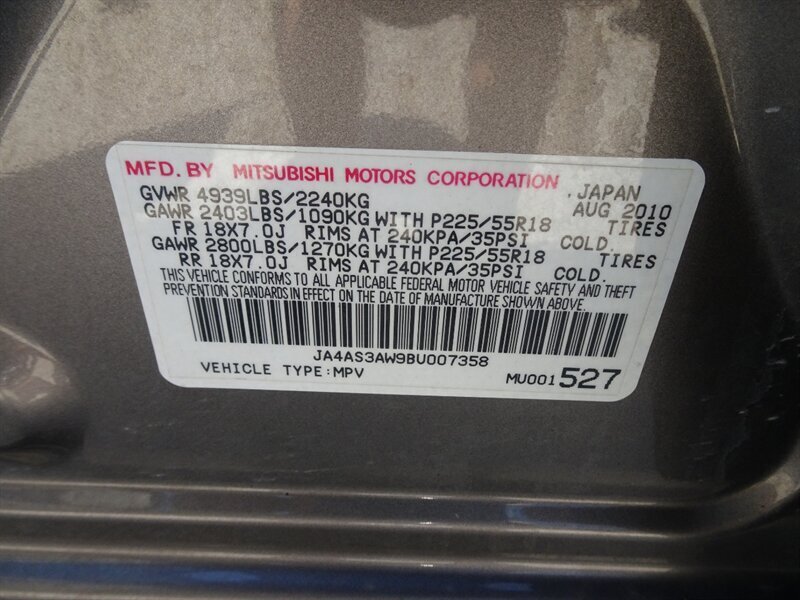 MFD. BY MITSUBISHI MOTORS CORPORATION .JAPAN
GVWR 4939LBS/2240KG AUG 2010
GAWR 2403LBS/1090KG WITH P225/55R18 TIRES
FR 18X7.0J RIMS AT 240KPA/35PSI COLD.
GAWR 2800LBS/1270KG WITH P225/55R18 TIRES
RR 18X7.0J RIMS AT 240KPA/35PSI COLD.
THIS VEHICLE CONFORMS TO ALL APPLICABLE FEDERAL MOTOR VEHICLE SAFETY AND THEFT
PREVENTION STANDARDS IN EFFECT ON THE DATE OF MANUFACTURE SHOWN ABOVE.
JA4AS3AW9BU007358
VEHICLE TYPE:MPV MU001527